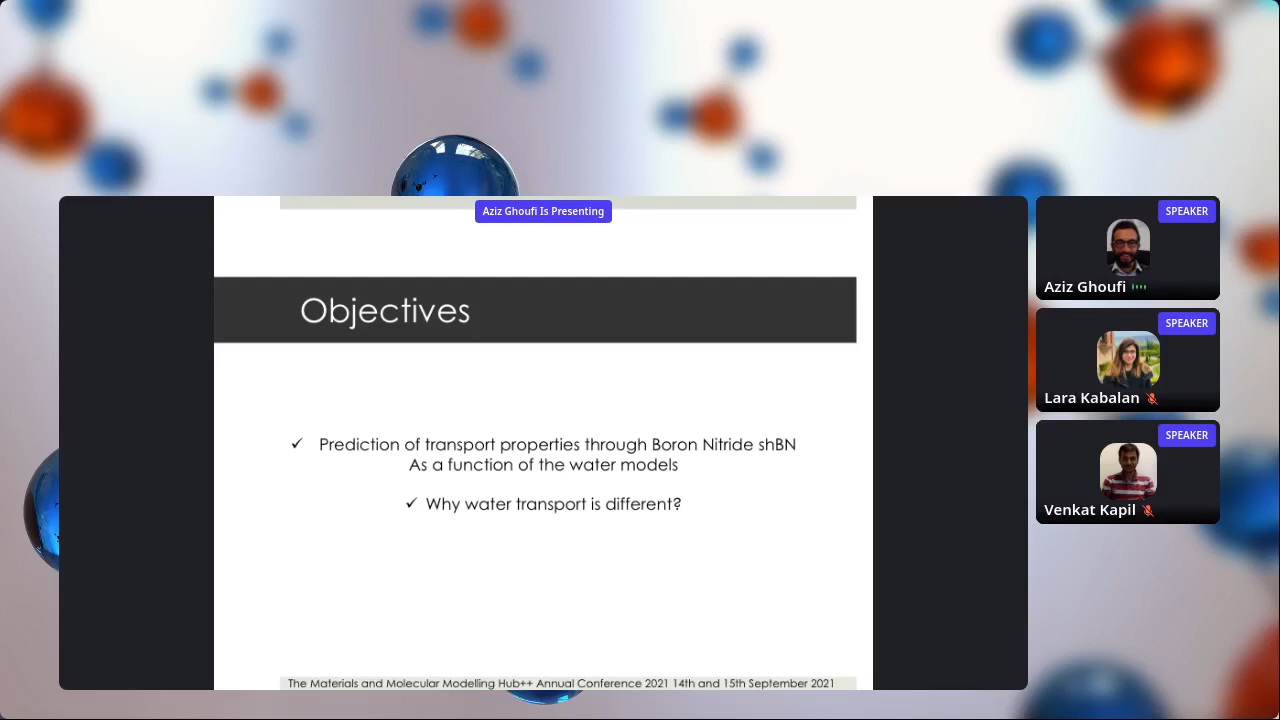 Aziz Ghoufi Is Presenting
Objectives
✓ Prediction of transport properties through Boron Nitride shBN
As a function of the water models
✓ Why water transport is different?
The Materials and Molecular Modelling Hub++ Annual Conference 2021 14th and 15th September 2021
SPEAKER
Aziz Ghoufi
SPEAKER
Lara Kabalan
SPEAKER
Venkat Kapil